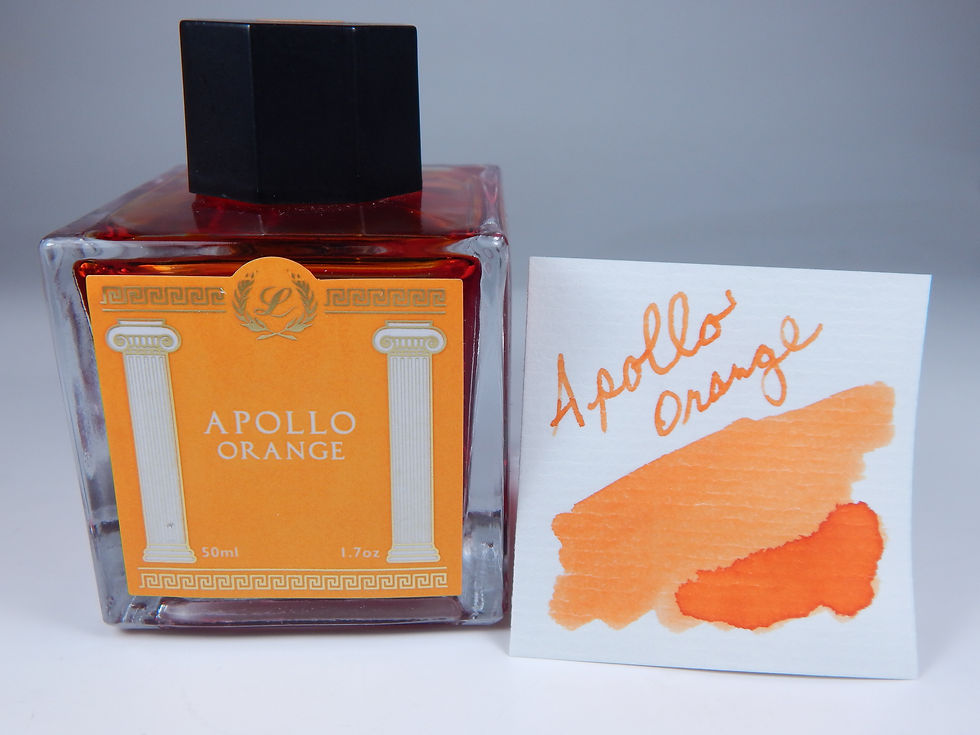 L
APOLLO
ORANGE
50ml 1.7oz
Apollo
Orange